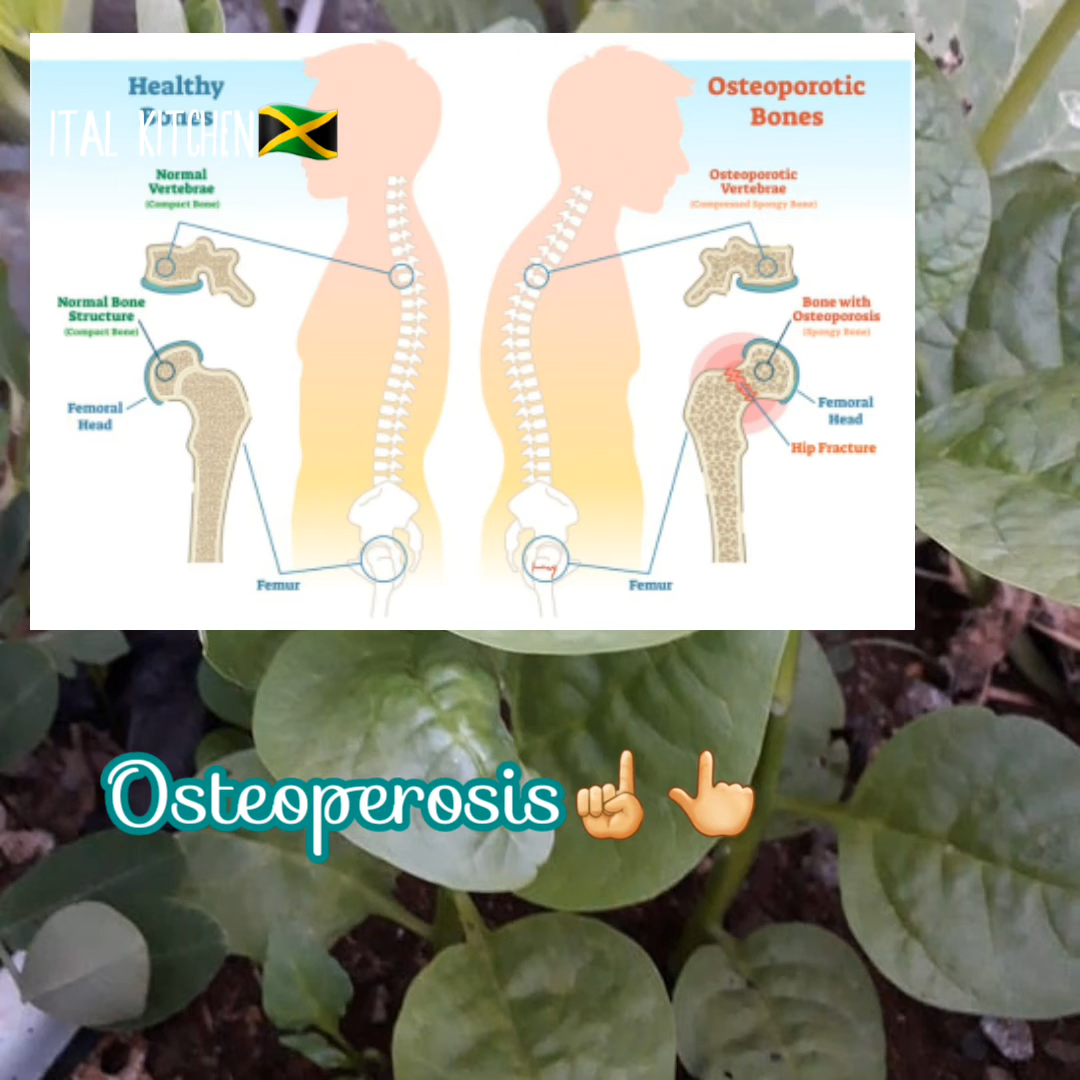 Healthy
Bones
ITAL KITCHEN
Normal
Vertebrae
(Compact Bone)
Normal Bone
Structure
(Compact Bone)
Femoral
Head
Femur
Osteoporotic
Bones
Osteoporotic
Vertebrae
(Compressed Spongy Bone)
Bone with
Osteoporosis
(Spongy Bone)
Femoral
Head
Hip Fracture
Femur
Osteoperosis